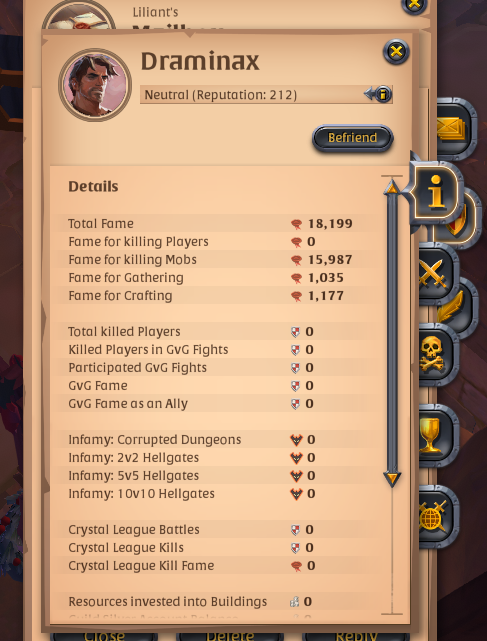 Liliant's
Draminax
Neutral (Reputation: 212)
Befriend
Details
Total Fame 18,199
Fame for killing Players 0
Fame for killing Mobs 15,987
Fame for Gathering 1,035
Fame for Crafting 1,177
Total killed Players 0
Killed Players in GvG Fights 0
Participated GvG Fights 0
GvG Fame 0
GvG Fame as an Ally 0
Infamy: Corrupted Dungeons 0
Infamy: 2v2 Hellgates 0
Infamy: 5v5 Hellgates 0
Infamy: 10v10 Hellgates 0
Crystal League Battles 0
Crystal League Kills 0
Crystal League Kill Fame 0
Resources invested into Buildings 0
Close Delete Reply